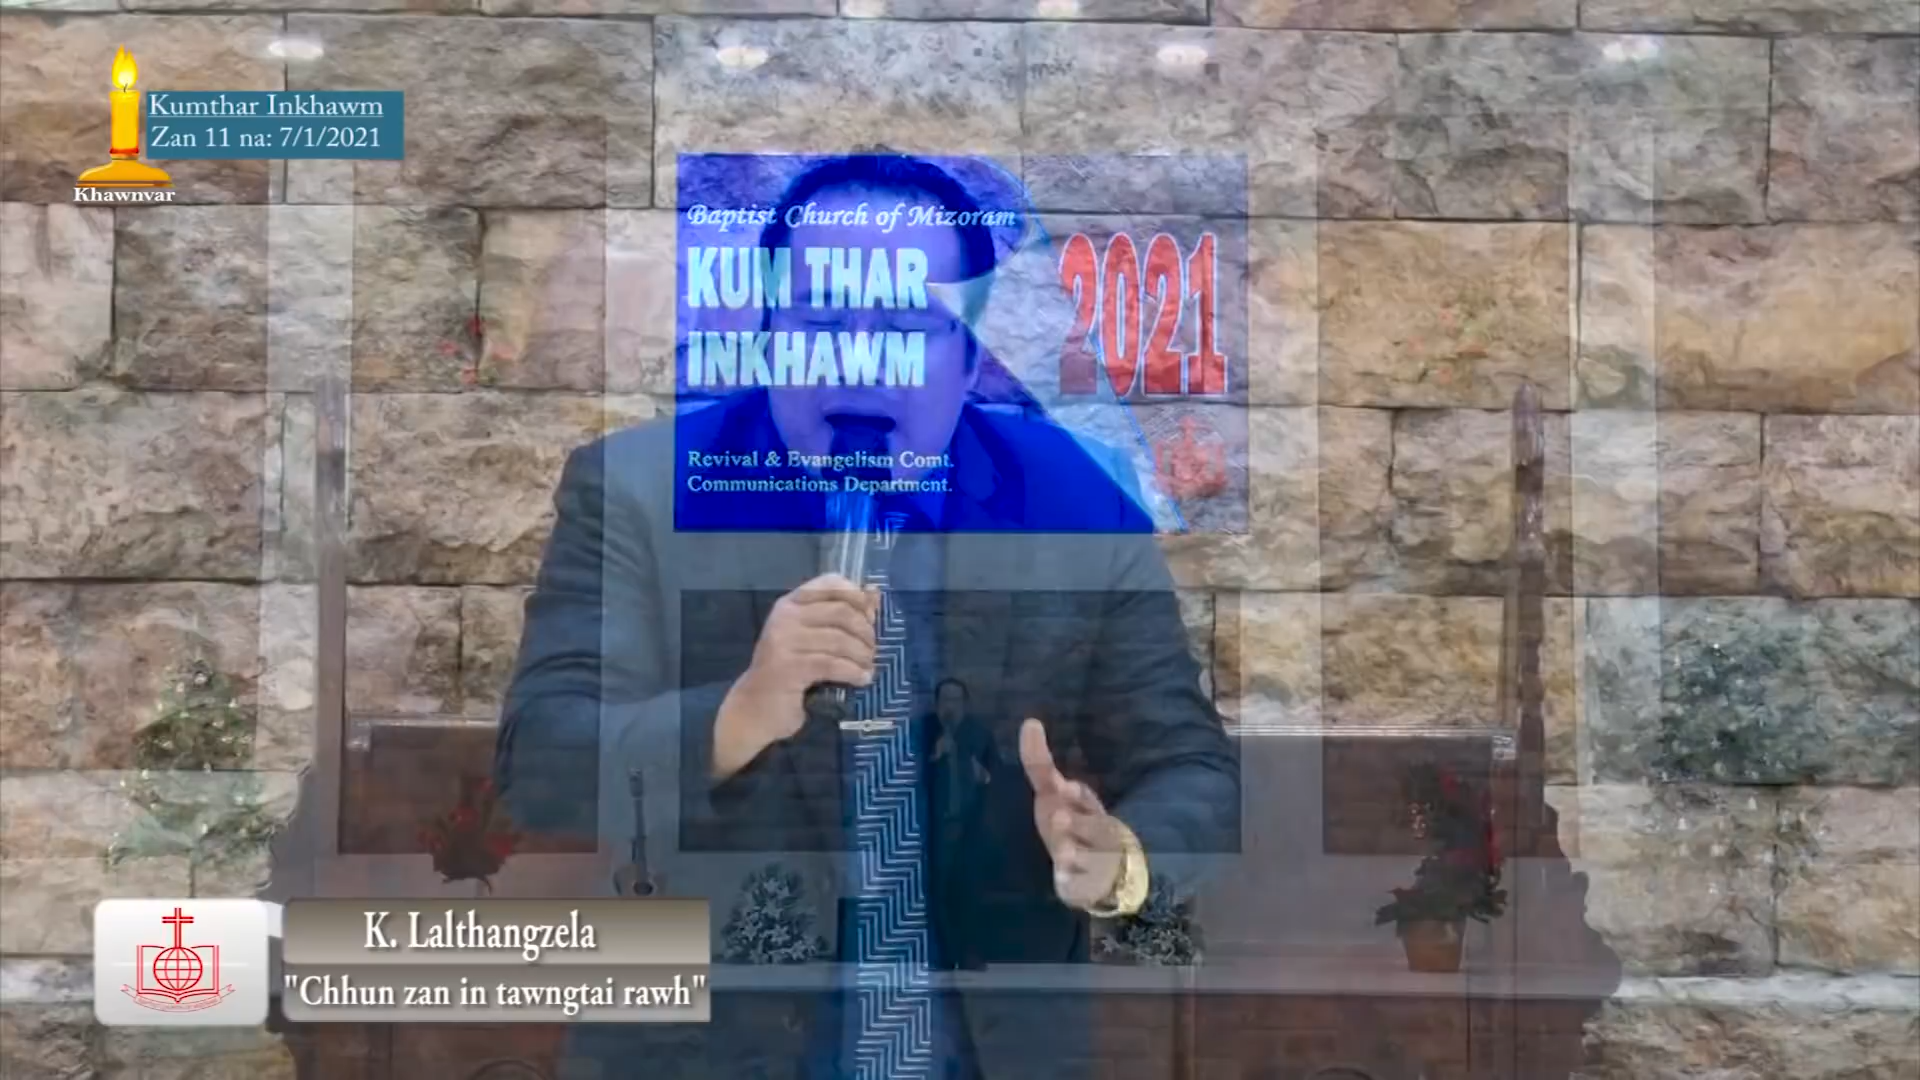 Kumthar Inkhawm
Zan 11 na: 7/1/2021
Khawnvar
Baptist Church of Mizoram
KUM THAR
INKHAWM
2021
Revival & Evangelism Comt.
Communications Department.
K. Lalthangzela
"Chhun zan in tawngtai rawh"